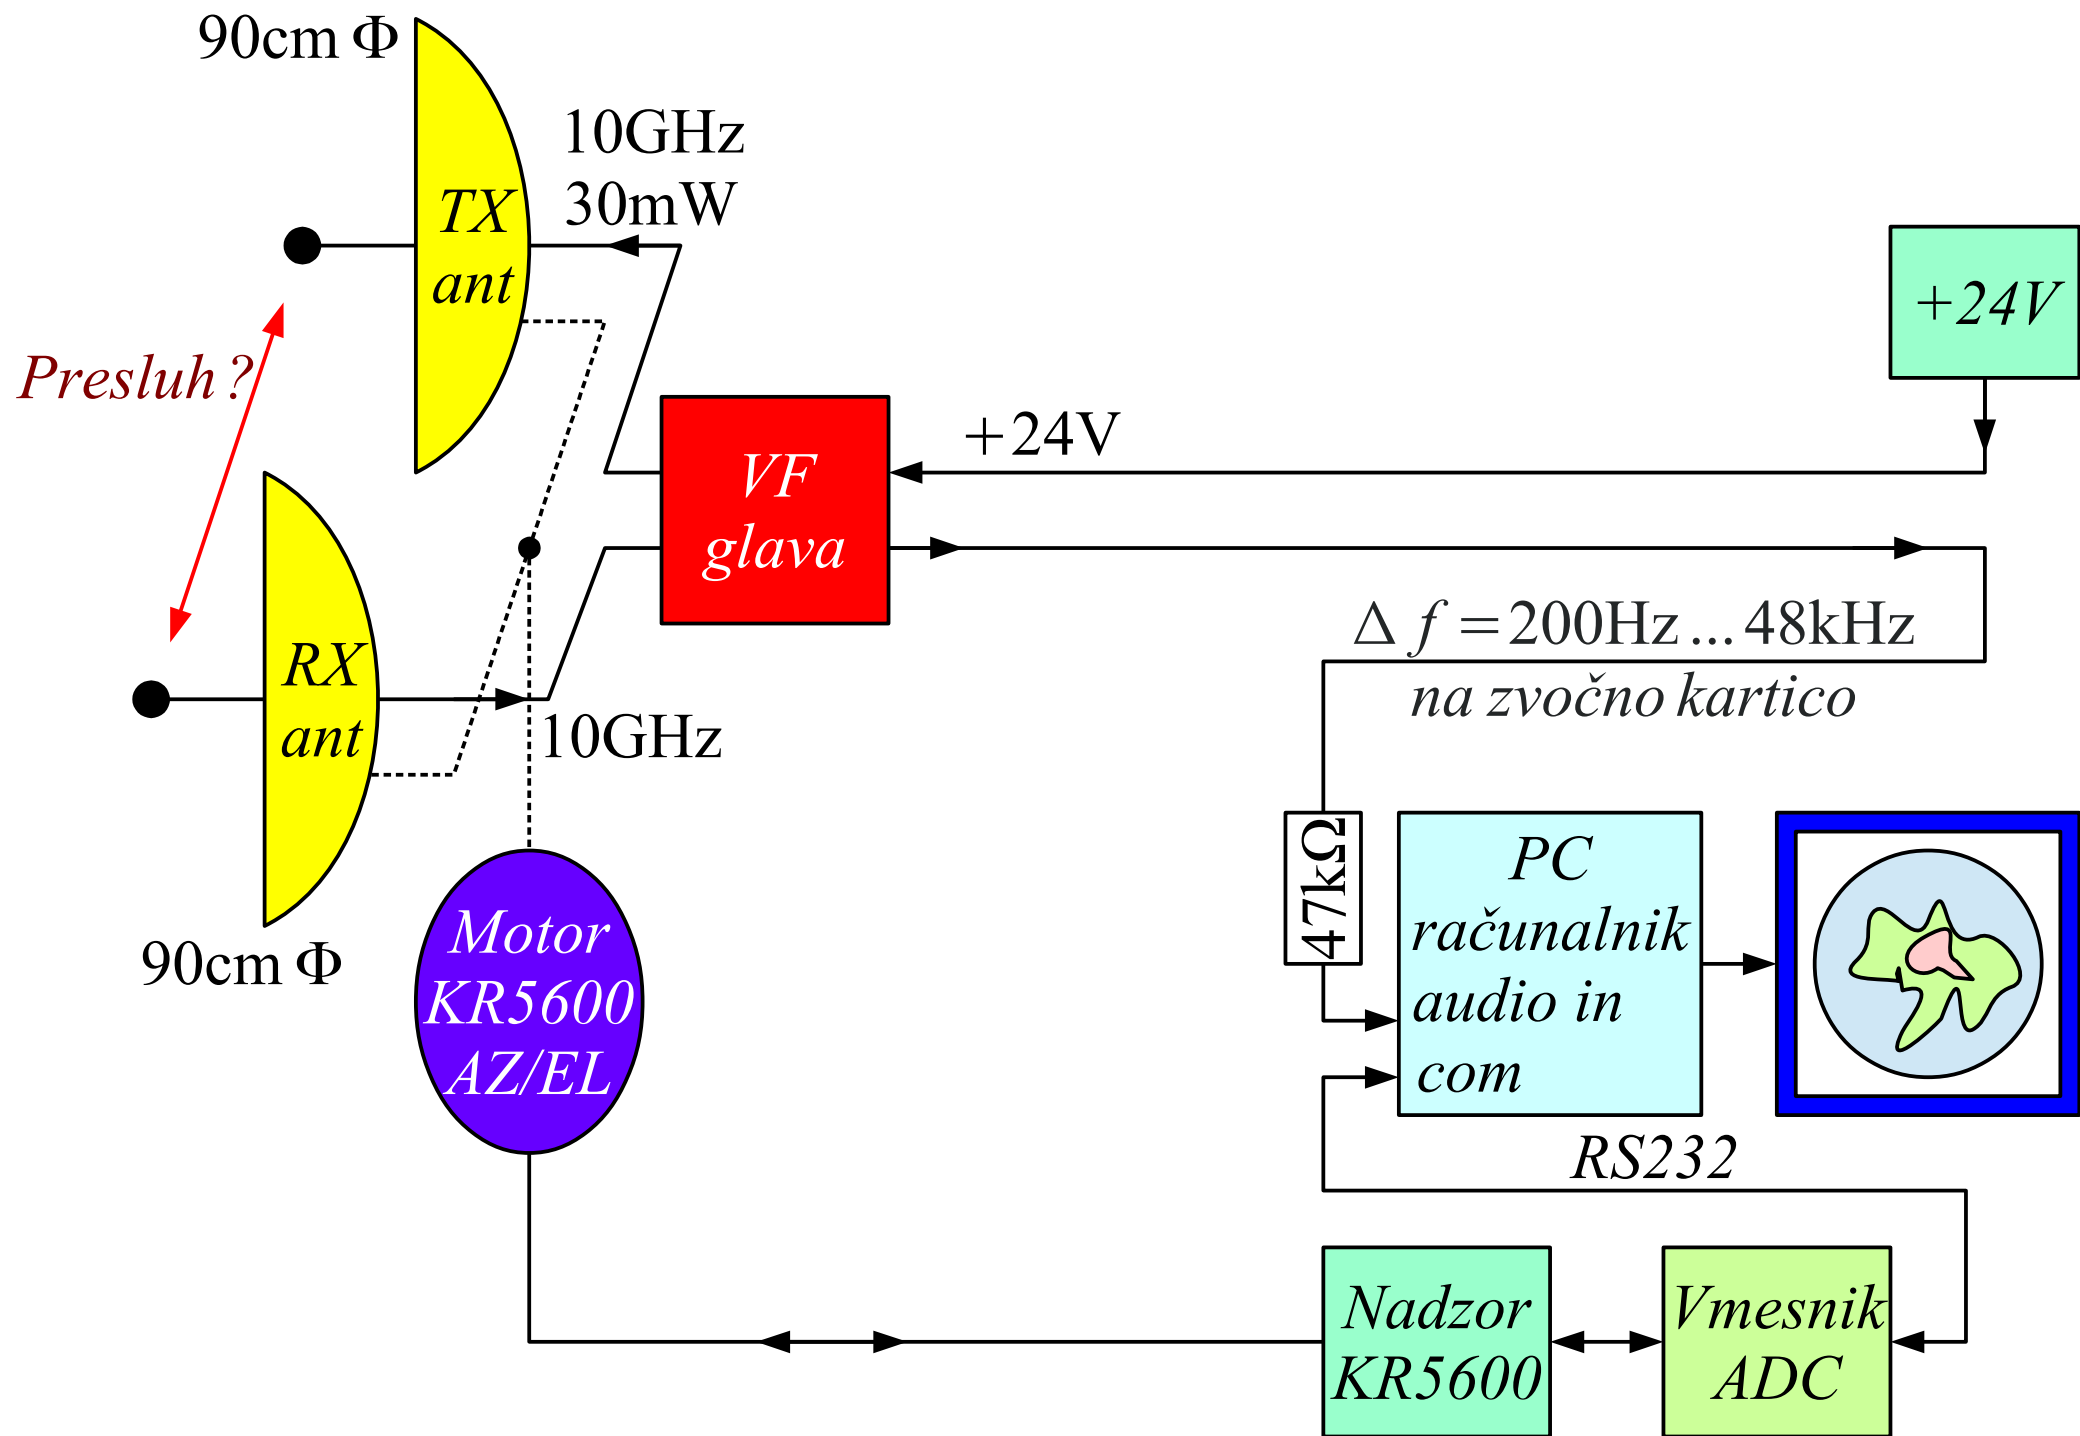 90cm Φ
10GHz
30mW
TX
ant
+24V
Presluh?
+24V
VF
glava
Δ f = 200Hz ... 48kHz
na zvočno kartico
RX
ant
10GHz
90cm Φ
47kΩ
PC
računalnik
audio in
com
Motor
KR5600
AZ/EL
RS232
Nadzor
KR5600
Vmesnik
ADC